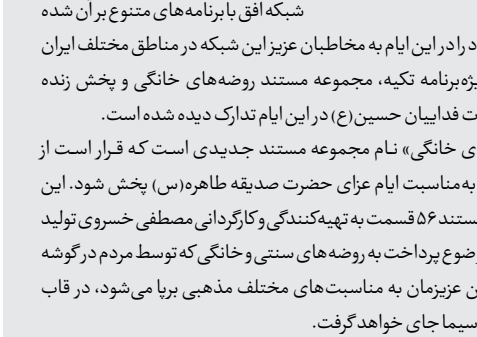 شبکه افق با برنامه‌های متنوع بر آن شده
در این ایام به مخاطبان عزیز این شبکه در مناطق مختلف ایران
برنامه تکیه، مجموعه مستند روضه‌های خانگی و پخش زنده
فداییان حسین(ع) در این ایام تدارک دیده شده است.
خانگی» نام مجموعه مستند جدیدی است که قرار است از
به‌مناسبت ایام عزای حضرت صدیقه طاهره(س) پخش شود. این
۵۶ قسمت به تهیه‌کنندگی و کارگردانی مصطفی خسروی تولید
پرداخت به روضه‌های سنتی و خانگی که توسط مردم در گوشه
عزیزمان به مناسبت‌های مختلف مذهبی برپا می‌شود، در قاب
سیما جای خواهد گرفت.